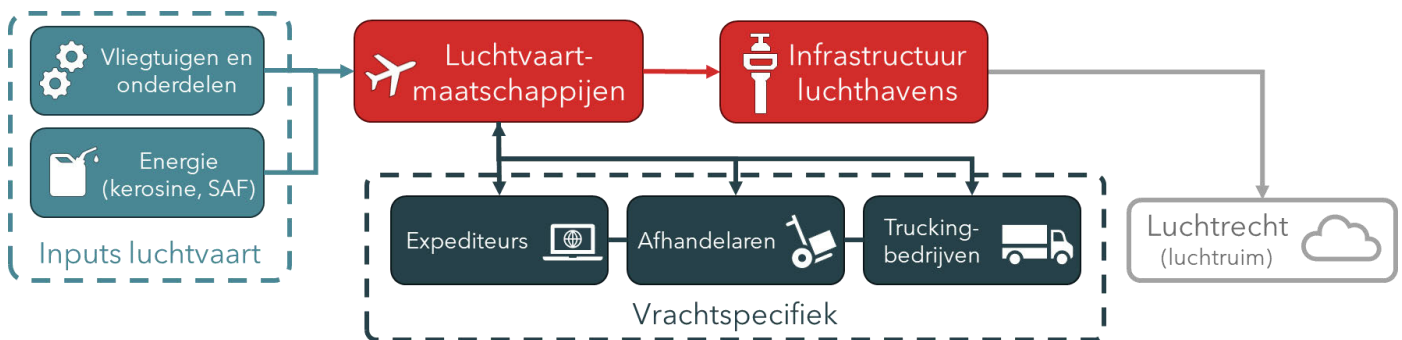 Vliegtuigen en
onderdelen
Energie
(kerosine, SAF)
Inputs luchtvaart
Luchtvaart-
maatschappijen
Infrastructuur
luchthavens
Expediteurs
Afhandelaren
Trucking-
bedrijven
Vrachtspecifiek
Luchtrecht
(luchtruim)